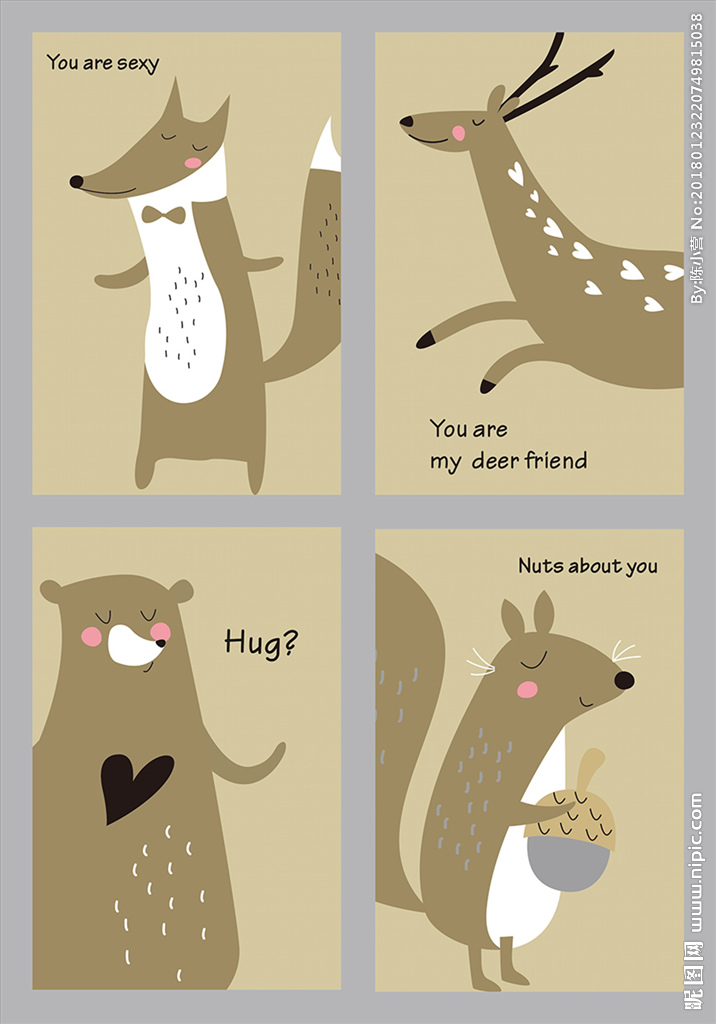 You are sexy
You are
my deer friend
Hug?
Nuts about you
By:陈小营 No:20180123220749815038
昵图网 www.nipic.com